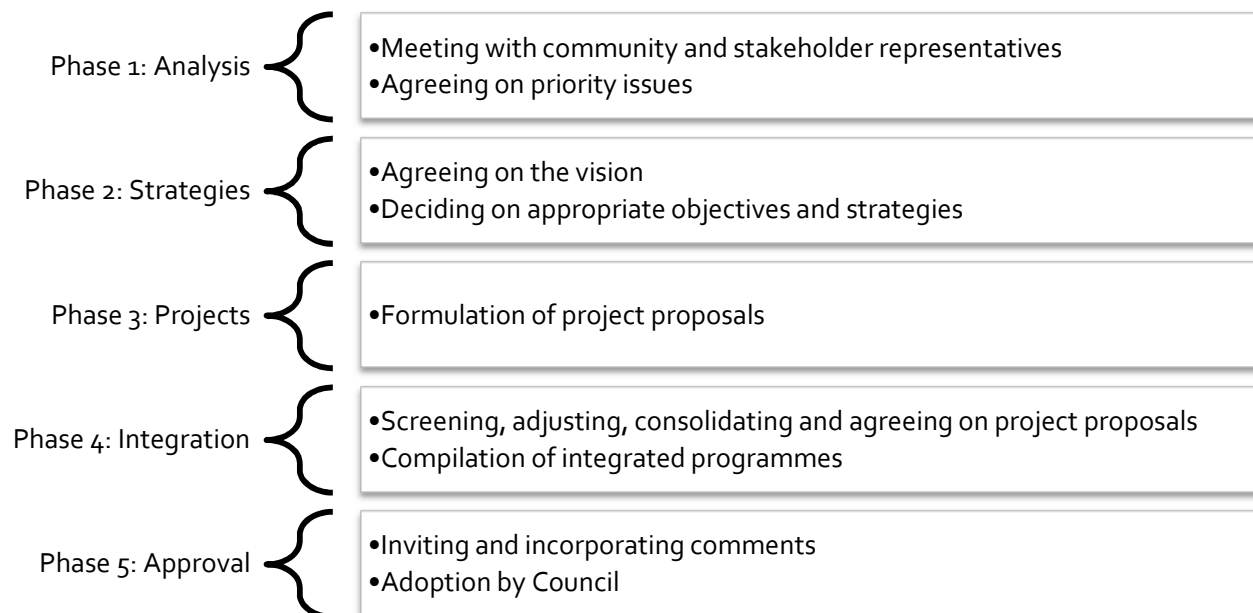 Phase 1: Analysis
•Meeting with community and stakeholder representatives
•Agreeing on priority issues
Phase 2: Strategies
•Agreeing on the vision
•Deciding on appropriate objectives and strategies
Phase 3: Projects
•Formulation of project proposals
Phase 4: Integration
•Screening, adjusting, consolidating and agreeing on project proposals
•Compilation of integrated programmes
Phase 5: Approval
•Inviting and incorporating comments
•Adoption by Council